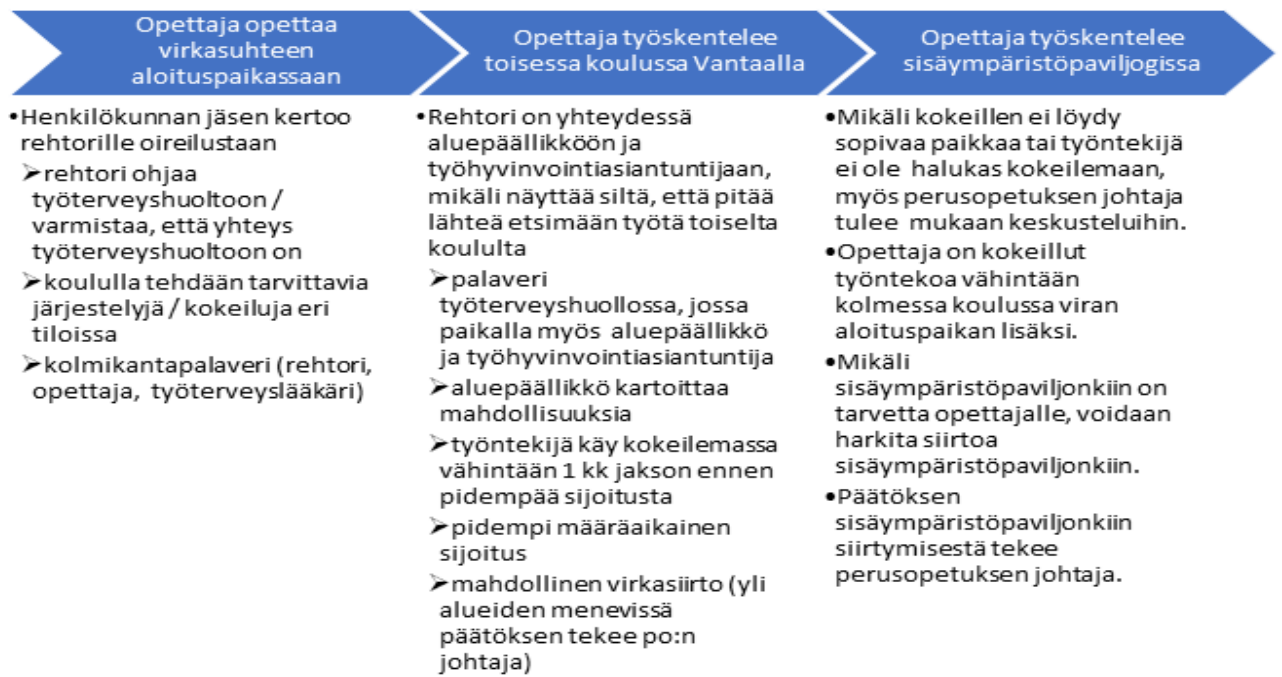 Opettaja opettaa
virkasuhteen
aloituspaikassaan
•Henkilökunnan jäsen kertoo
rehtorille oireilustaan
➢rehtori ohjaa
työterveyshuoltoon /
varmistaa, että yhteys
työterveyshuoltoon on
➢koululla tehdään tarvittavia
järjestelyjä / kokeiluja eri
tiloissa
➢kolmikantapalaveri (rehtori,
opettaja, työterveyslääkäri)
Opettaja työskentelee
toisessa koulussa Vantaalla
•Rehtori on yhteydessä
aluepäällikköön ja
työhyvinvointiasiantuntijaan,
mikäli näyttää siltä, että pitää
lähteä etsimään työtä toiselta
koululta
➢palaveri
työterveyshuollossa, jossa
paikalla myös aluepäällikkö
ja työhyvinvointiasiantuntija
➢aluepäällikkö kartoittaa
mahdollisuuksia
➢työntekijä käy kokeilemassa
vähintään 1 kk jakson ennen
pidempää sijoitusta
➢pidempi määräaikainen
sijoitus
➢mahdollinen virkasiirto (yli
alueiden menevissä
päätöksen tekee po:n
johtaja)
Opettaja työskentelee
sisäympäristöpaviljogissa
•Mikäli kokeillen ei löydy
sopivaa paikkaa tai työntekijä
ei ole halukas kokeilemaan,
myös perusopetuksen johtaja
tulee mukaan keskusteluihin.
•Opettaja on kokeillut
työntekoa vähintään
kolmessa koulussa viran
aloituspaikan lisäksi.
•Mikäli
sisäympäristöpaviljonkiin on
tarvetta opettajalle, voidaan
harkita siirtoa
sisäympäristöpaviljonkiin.
•Päätöksen
sisäympäristöpaviljonkiin
siirtymisestä tekee
perusopetuksen johtaja.